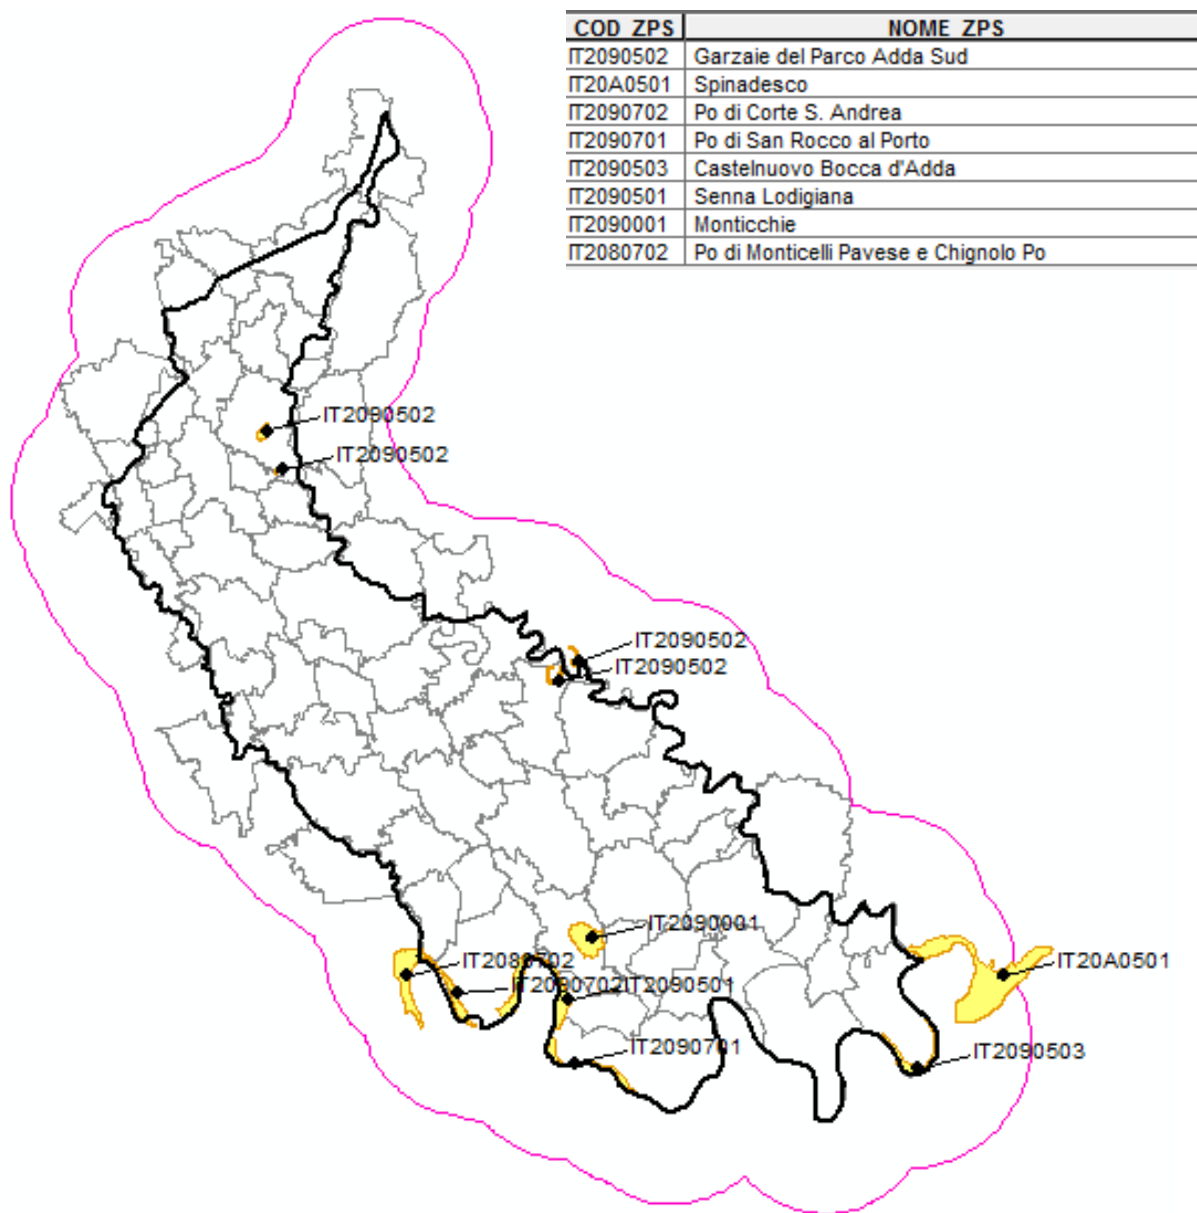 COD_ZPS NOME_ZPS
IT2090502 Garzaie del Parco Adda Sud
IT20A0501 Spinadesco
IT2090702 Po di Corte S. Andrea
IT2090701 Po di San Rocco al Porto
IT2090503 Castelnuovo Bocca d'Adda
IT2090501 Senna Lodigiana
IT2090001 Monticchie
IT2080702 Po di Monticelli Pavese e Chignolo Po
IT2090502
IT2090502
IT2090502
IT2090502
IT2090001
IT2080702
IT20A0501
IT2090702
IT2090501
IT2090701
IT2090503